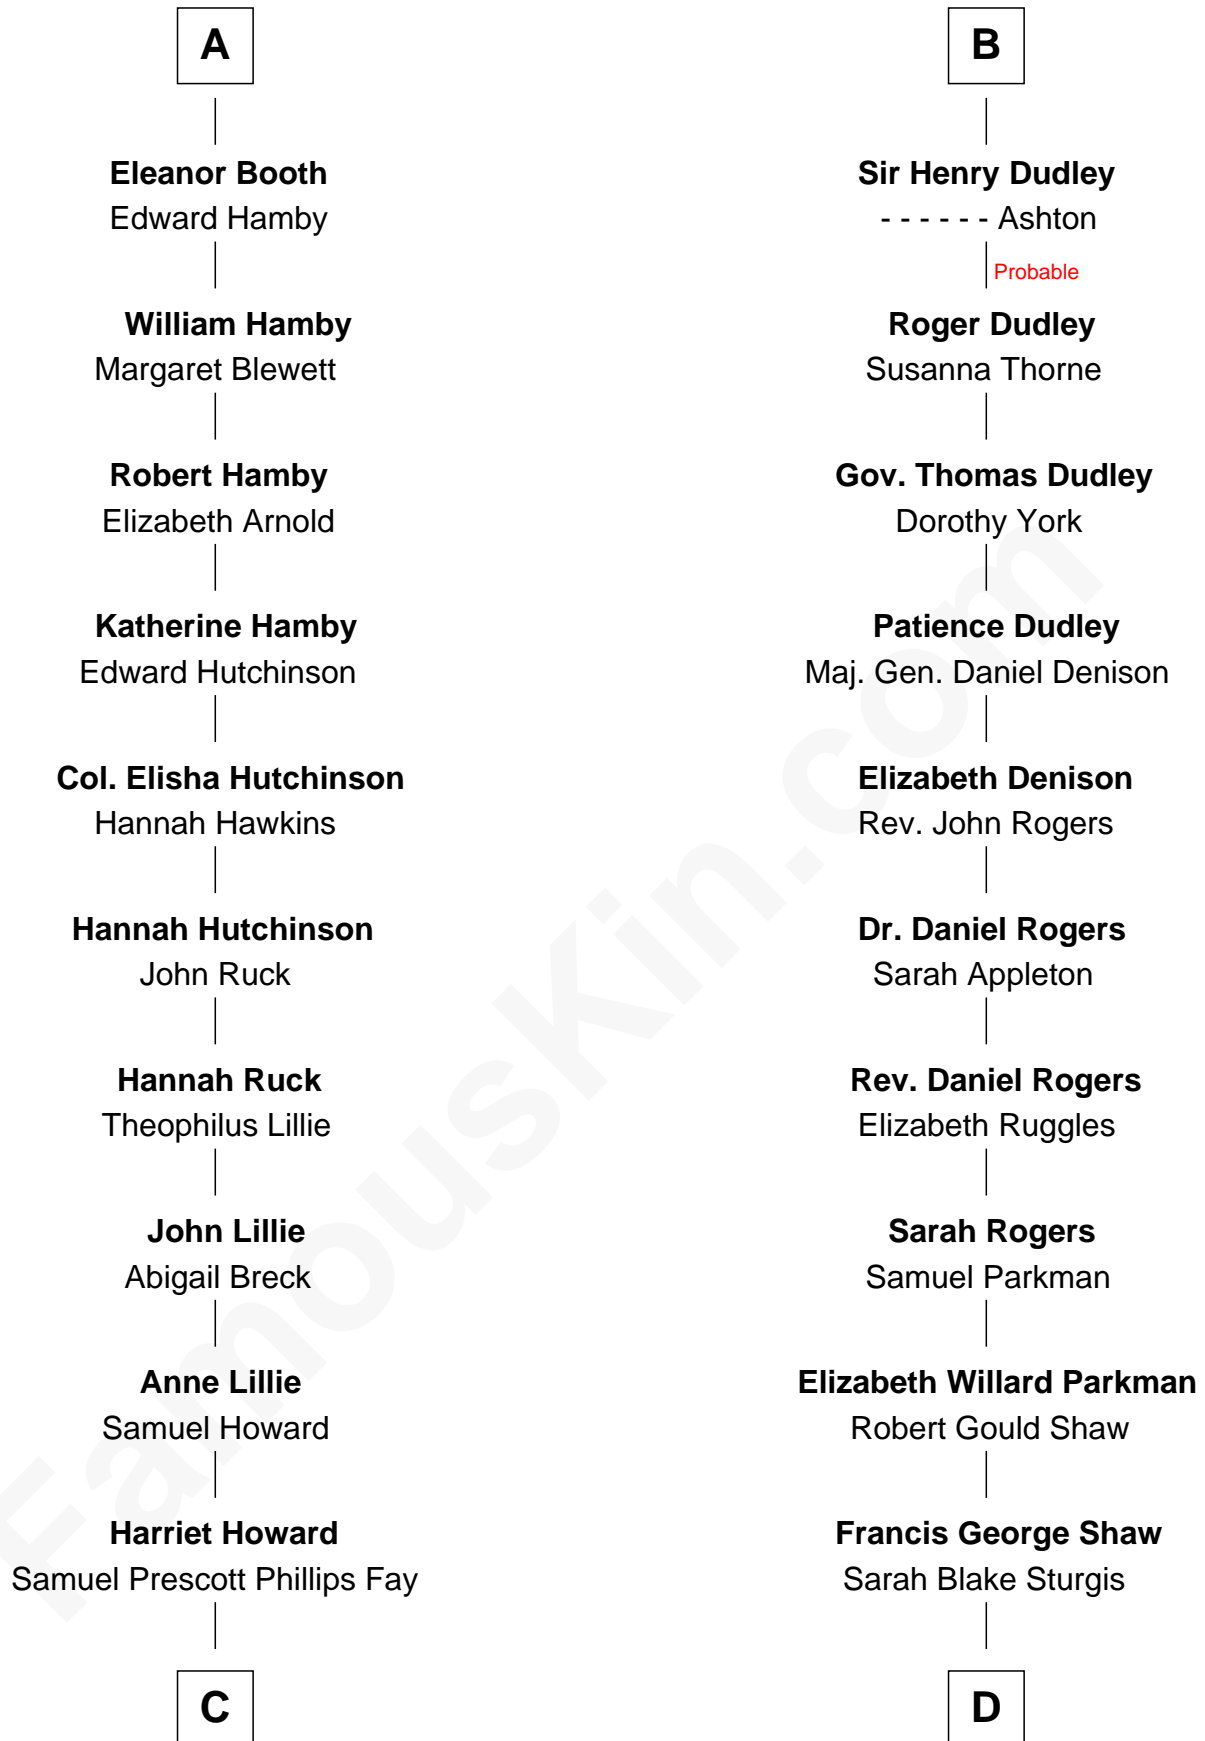 A
Eleanor Booth
Edward Hamby
William Hamby
Margaret Blewett
Robert Hamby
Elizabeth Arnold
Katherine Hamby
Edward Hutchinson
Col. Elisha Hutchinson
Hannah Hawkins
Hannah Hutchinson
John Ruck
Hannah Ruck
Theophilus Lillie
John Lillie
Abigail Breck
Anne Lillie
Samuel Howard
Harriet Howard
Samuel Prescott Phillips Fay
C
B
Sir Henry Dudley
- - - - - - Ashton
Probable
Roger Dudley
Susanna Thorne
Gov. Thomas Dudley
Dorothy York
Patience Dudley
Maj. Gen. Daniel Denison
Elizabeth Denison
Rev. John Rogers
Dr. Daniel Rogers
Sarah Appleton
Rev. Daniel Rogers
Elizabeth Ruggles
Sarah Rogers
Samuel Parkman
Elizabeth Willard Parkman
Robert Gould Shaw
Francis George Shaw
Sarah Blake Sturgis
D
FamousKin.com